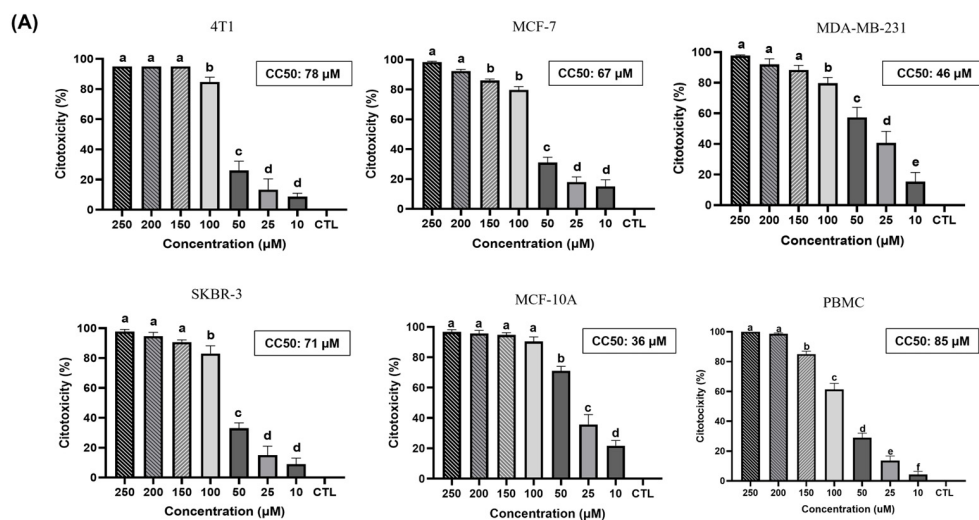 (A)
4T1
CC50: 78 µM
Citotoxicity (%)
100
80
60
40
20
0
a a a b c d d
250 200 150 100 50 25 10 CTL
Concentration (µM)
MCF-7
CC50: 67 µM
Citotoxicity (%)
100
80
60
40
20
0
a a b b c d d
250 200 150 100 50 25 10 CTL
Concentration (µM)
MDA-MB-231
CC50: 46 µM
Citotoxicity (%)
100
80
60
40
20
0
a a a b c d e
250 200 150 100 50 25 10 CTL
Concentration (µM)
SKBR-3
CC50: 71 µM
Citotoxicity (%)
100
80
60
40
20
0
a a a b c d d
250 200 150 100 50 25 10 CTL
Concentration (µM)
MCF-10A
CC50: 36 µM
Citotoxicity (%)
100
80
60
40
20
0
a a a a b c d
250 200 150 100 50 25 10 CTL
Concentration (µM)
PBMC
CC50: 85 µM
Citotocixity (%)
100
80
60
40
20
0
a a b c d e f
250 200 150 100 50 25 10 CTL
Concentration (uM)